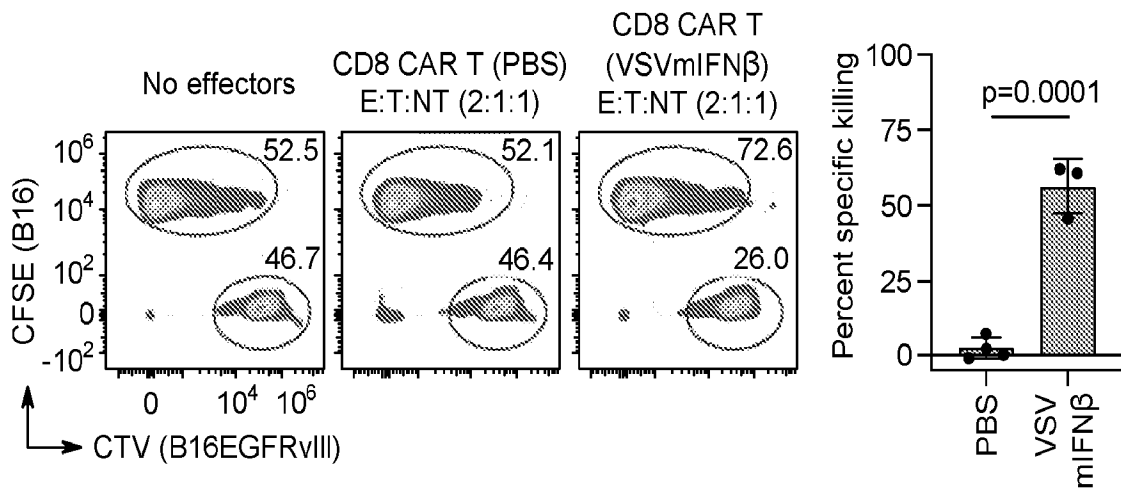 No effectors
CD8 CAR T (PBS)
E:T:NT (2:1:1)
CD8 CAR T
(VSVmIFNβ)
E:T:NT (2:1:1)
CFSE (B16)
10⁶
10⁴
10²
0
-10²
52.5
46.7
52.1
46.4
72.6
26.0
0
10⁴
10⁶
CTV (B16EGFRvIII)
Percent specific killing
100
75
50
25
0
p=0.0001
PBS
VSV
mIFNβ